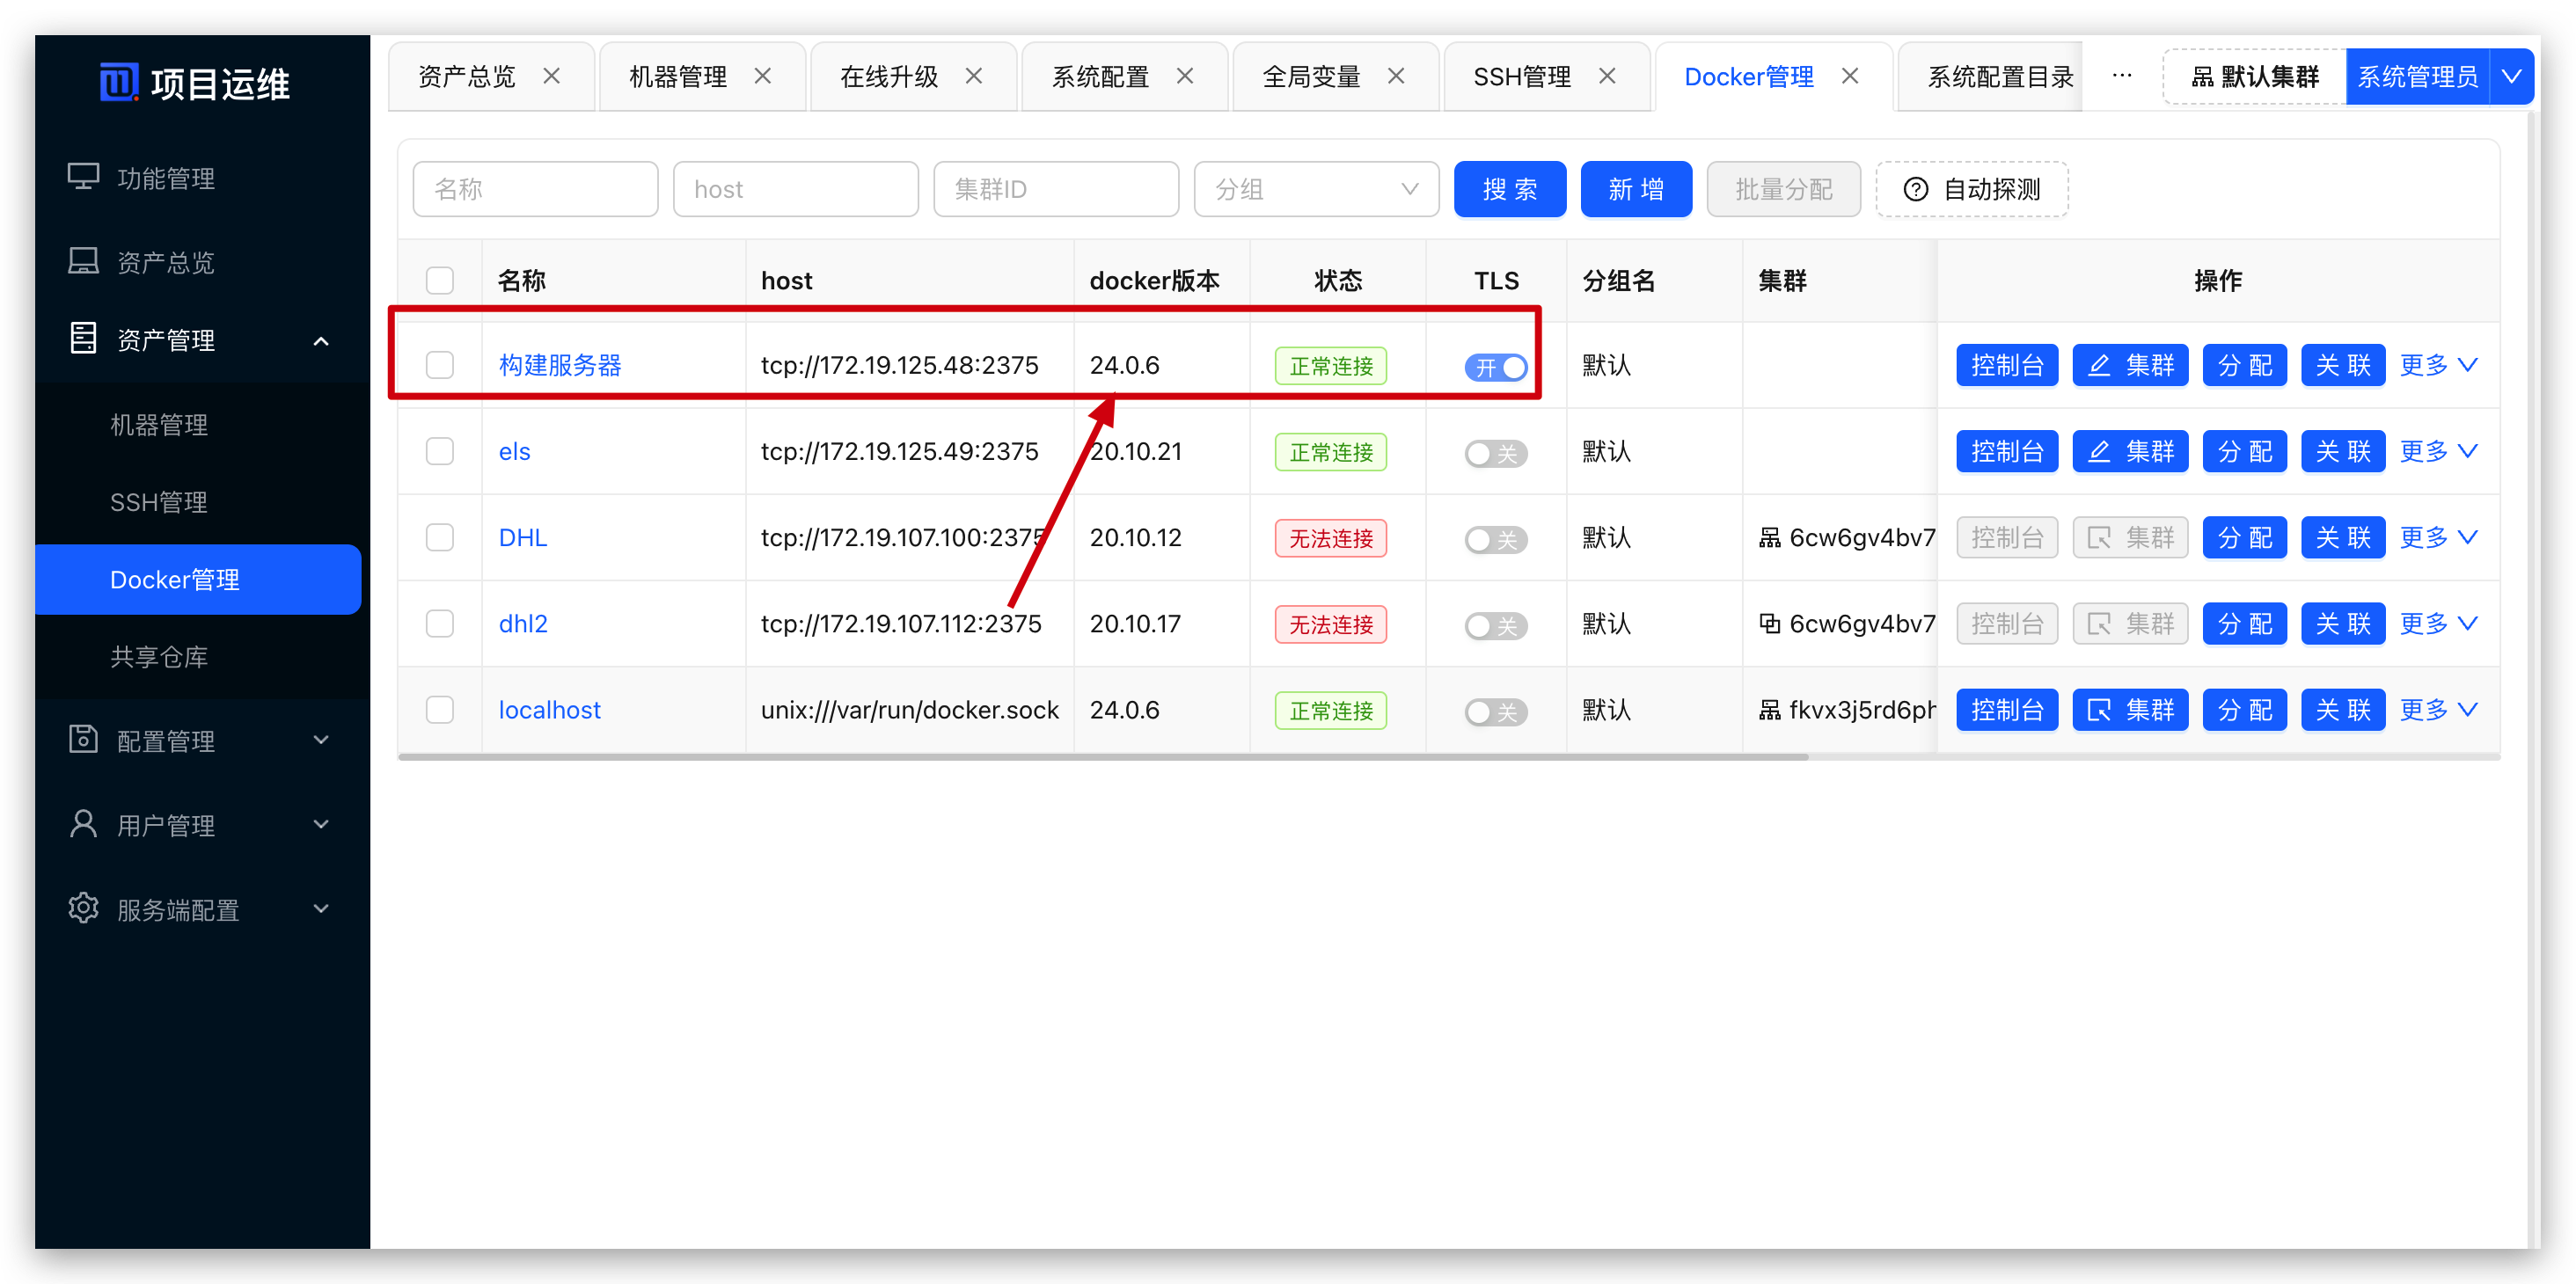 项目运维
功能管理
资产总览
资产管理
机器管理
SSH管理
Docker管理
共享仓库
配置管理
用户管理
服务端配置
资产总览 机器管理 在线升级 系统配置 全局变量 SSH管理 Docker管理 系统配置目录 ··· 默认集群 系统管理员
名称 host 集群ID 分组 搜 索 新 增 批量分配 自动探测
名称 host docker版本 状态 TLS 分组名 集群 操作
构建服务器 tcp://172.19.125.48:2375 24.0.6 正常连接 开 默认 控制台 集群 分 配 关 联 更多
els tcp://172.19.125.49:2375 20.10.21 正常连接 关 默认 控制台 集群 分 配 关 联 更多
DHL tcp://172.19.107.100:2375 20.10.12 无法连接 关 默认 6cw6gv4bv7 控制台 集群 分 配 关 联 更多
dhl2 tcp://172.19.107.112:2375 20.10.17 无法连接 关 默认 6cw6gv4bv7 控制台 集群 分 配 关 联 更多
localhost unix:///var/run/docker.sock 24.0.6 正常连接 关 默认 fkvx3j5rd6ph 控制台 集群 分 配 关 联 更多